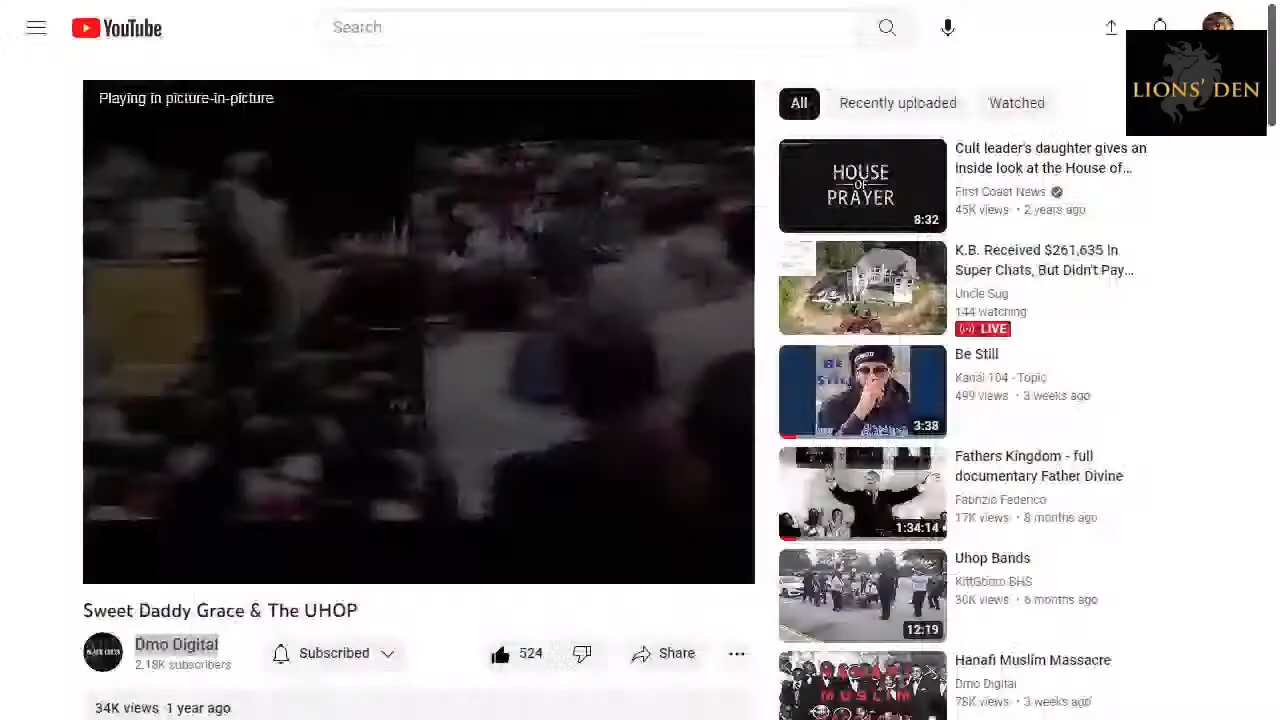 YouTube
Search
LIONS' DEN
Playing in picture-in-picture
All
Recently uploaded
Watched
HOUSE
OF
PRAYER
8:32
Cult leader's daughter gives an
inside look at the House of...
First Coast News
45K views • 2 years ago
K.B. Received $261,635 In
Super Chats, But Didn't Pay...
Uncle Sug
144 watching
LIVE
3:38
Be Still
Kanai 104 - Topic
499 views • 3 weeks ago
1:34:14
Fathers Kingdom - full
documentary Father Divine
Fabrizio Federico
17K views • 8 months ago
12:19
Uhop Bands
30K views • 6 months ago
Sweet Daddy Grace & The UHOP
Dmo Digital
2.18K subscribers
Subscribed
524
Share
HANAFI
MUSLIM
Hanafi Muslim Massacre
Dmo Digital
78K views • 3 weeks ago
34K views 1 year ago